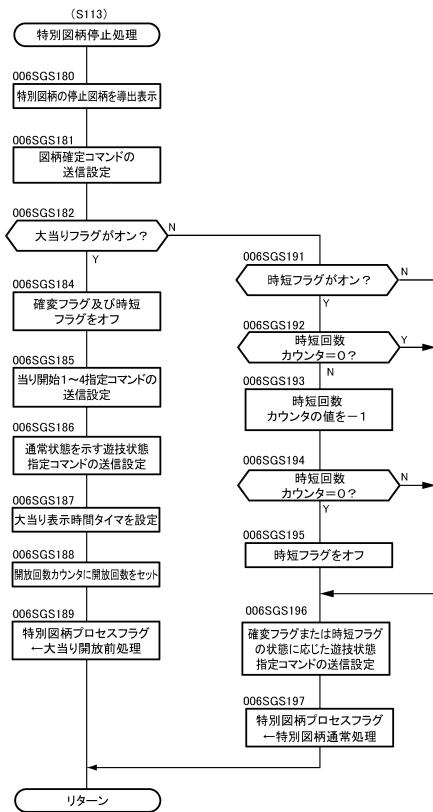 (S113)
特別図柄停止処理
006SGS180
特別図柄の停止図柄を導出表示
006SGS181
図柄確定コマンドの
送信設定
006SGS182
大当りフラグがオン？
N
Y
006SGS184
確変フラグ及び時短
フラグをオフ
006SGS185
当り開始1～4指定コマンドの
送信設定
006SGS186
通常状態を示す遊技状態
指定コマンドの送信設定
006SGS187
大当り表示時間タイマを設定
006SGS188
開放回数カウンタに開放回数をセット
006SGS189
特別図柄プロセスフラグ
←大当り開放前処理
006SGS191
時短フラグがオン？
N
Y
006SGS192
時短回数
カウンタ＝0？
Y
N
006SGS193
時短回数
カウンタの値を－1
006SGS194
時短回数
カウンタ＝0？
N
Y
006SGS195
時短フラグをオフ
006SGS196
確変フラグまたは時短フラグ
の状態に応じた遊技状態
指定コマンドの送信設定
006SGS197
特別図柄プロセスフラグ
←特別図柄通常処理
リターン